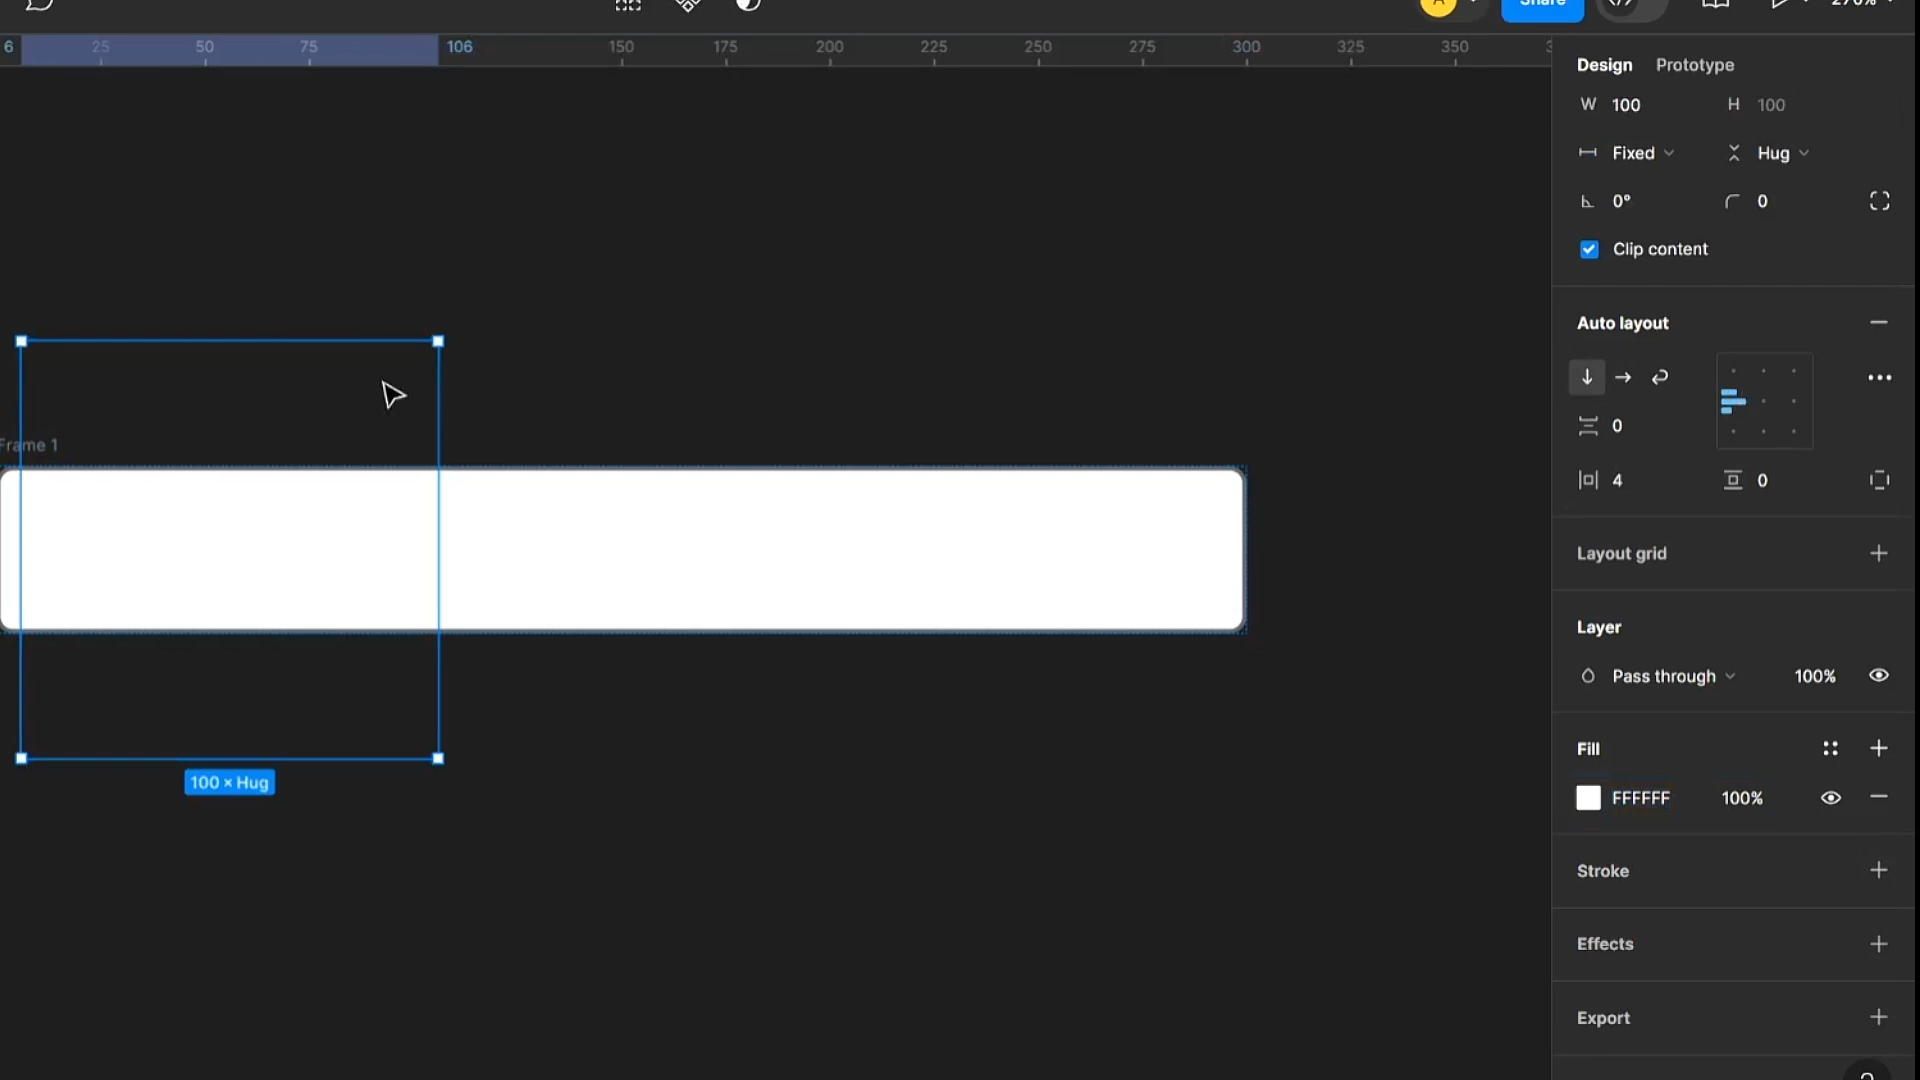 A
Share
6 25 50 75 106 150 175 200 225 250 275 300 325 350
Design Prototype
W 100 H 100
Fixed Hug
0° 0
Clip content
Auto layout
0
4 0
Frame 1
100 × Hug
Layout grid
Layer
Pass through 100%
Fill
FFFFFF 100%
Stroke
Effects
Export